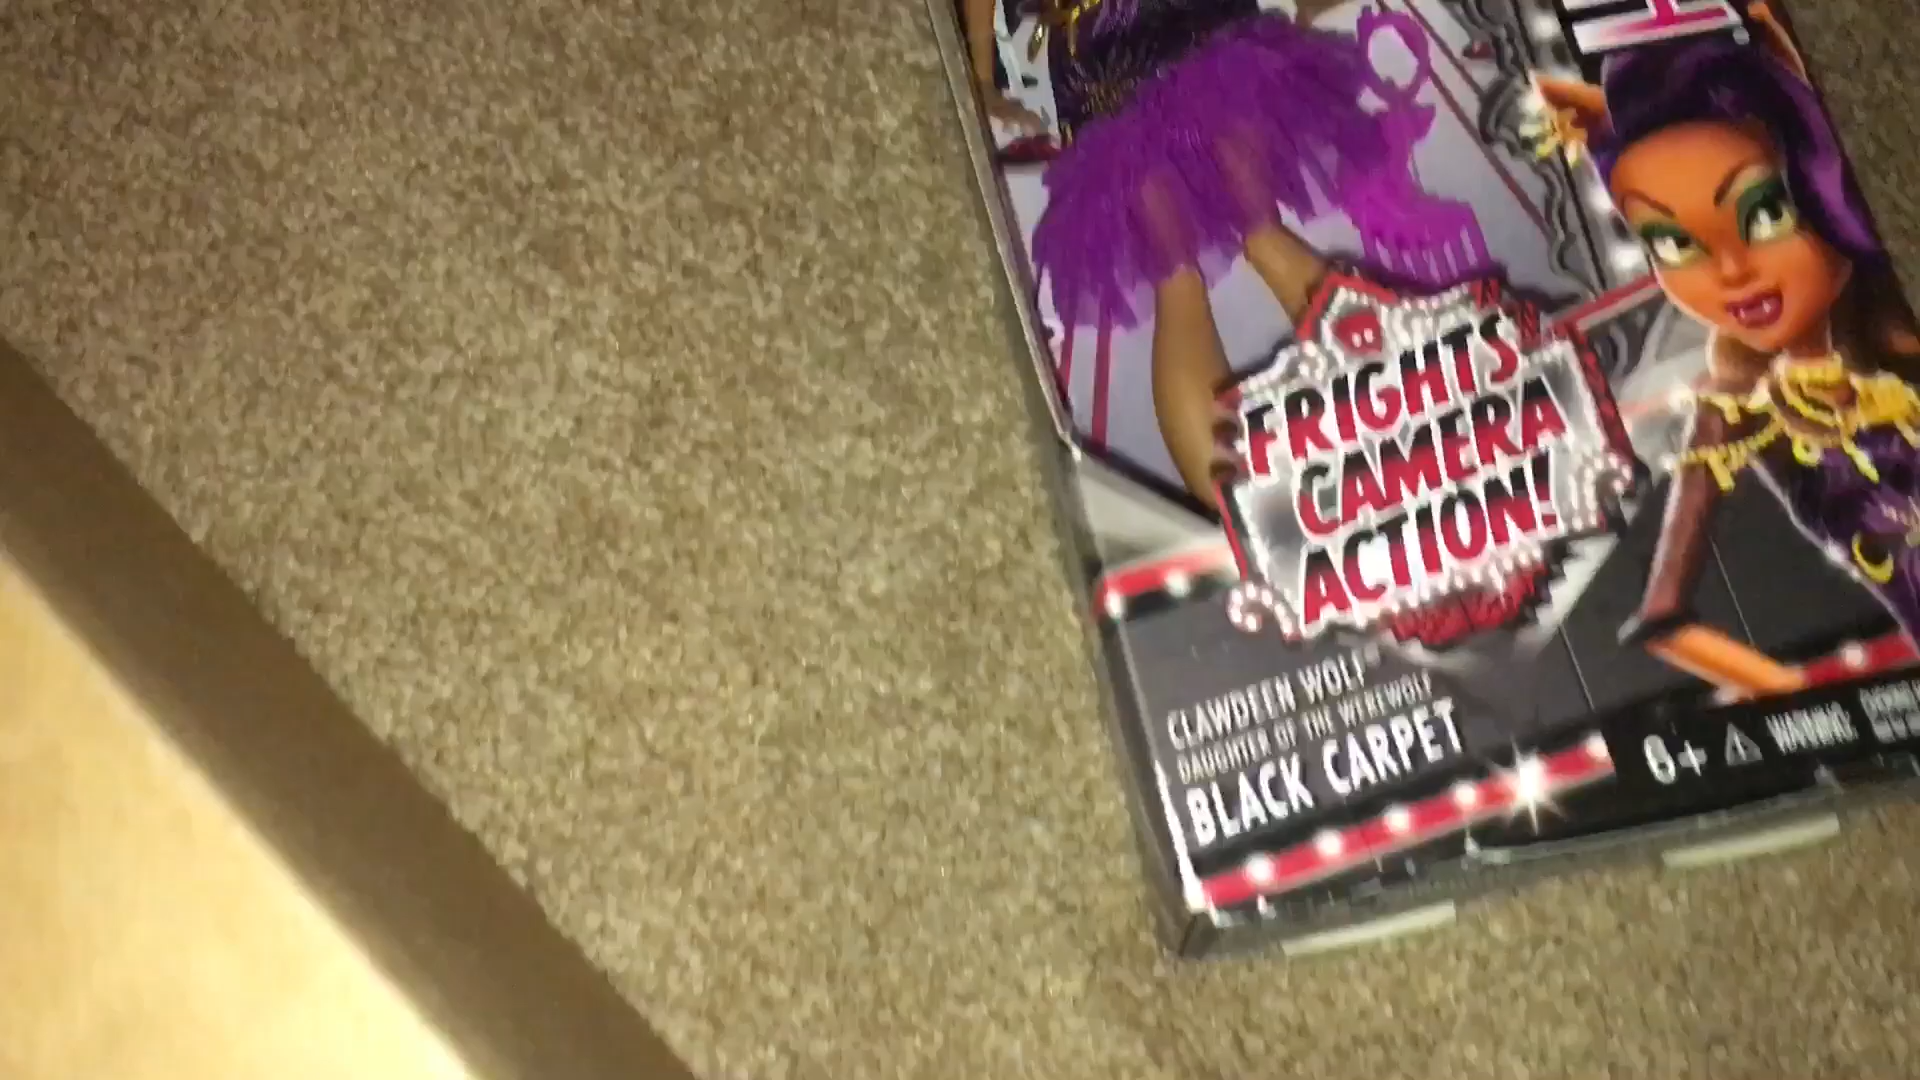 FRIGHTS
CAMERA
ACTION!
CLAWDEEN WOLF
DAUGHTER OF THE WEREWOLF
BLACK CARPET
6+ WARNING: